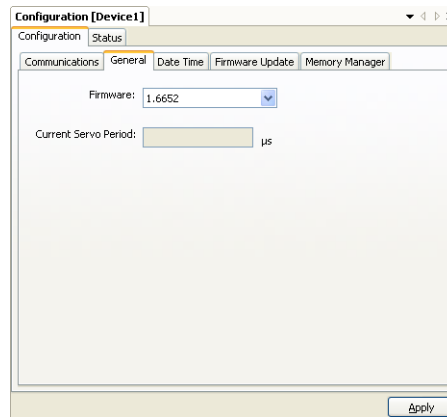 Configuration [Device1]
Configuration Status
Communications General Date Time Firmware Update Memory Manager
Firmware: 1.6652
Current Servo Period: µs
Apply